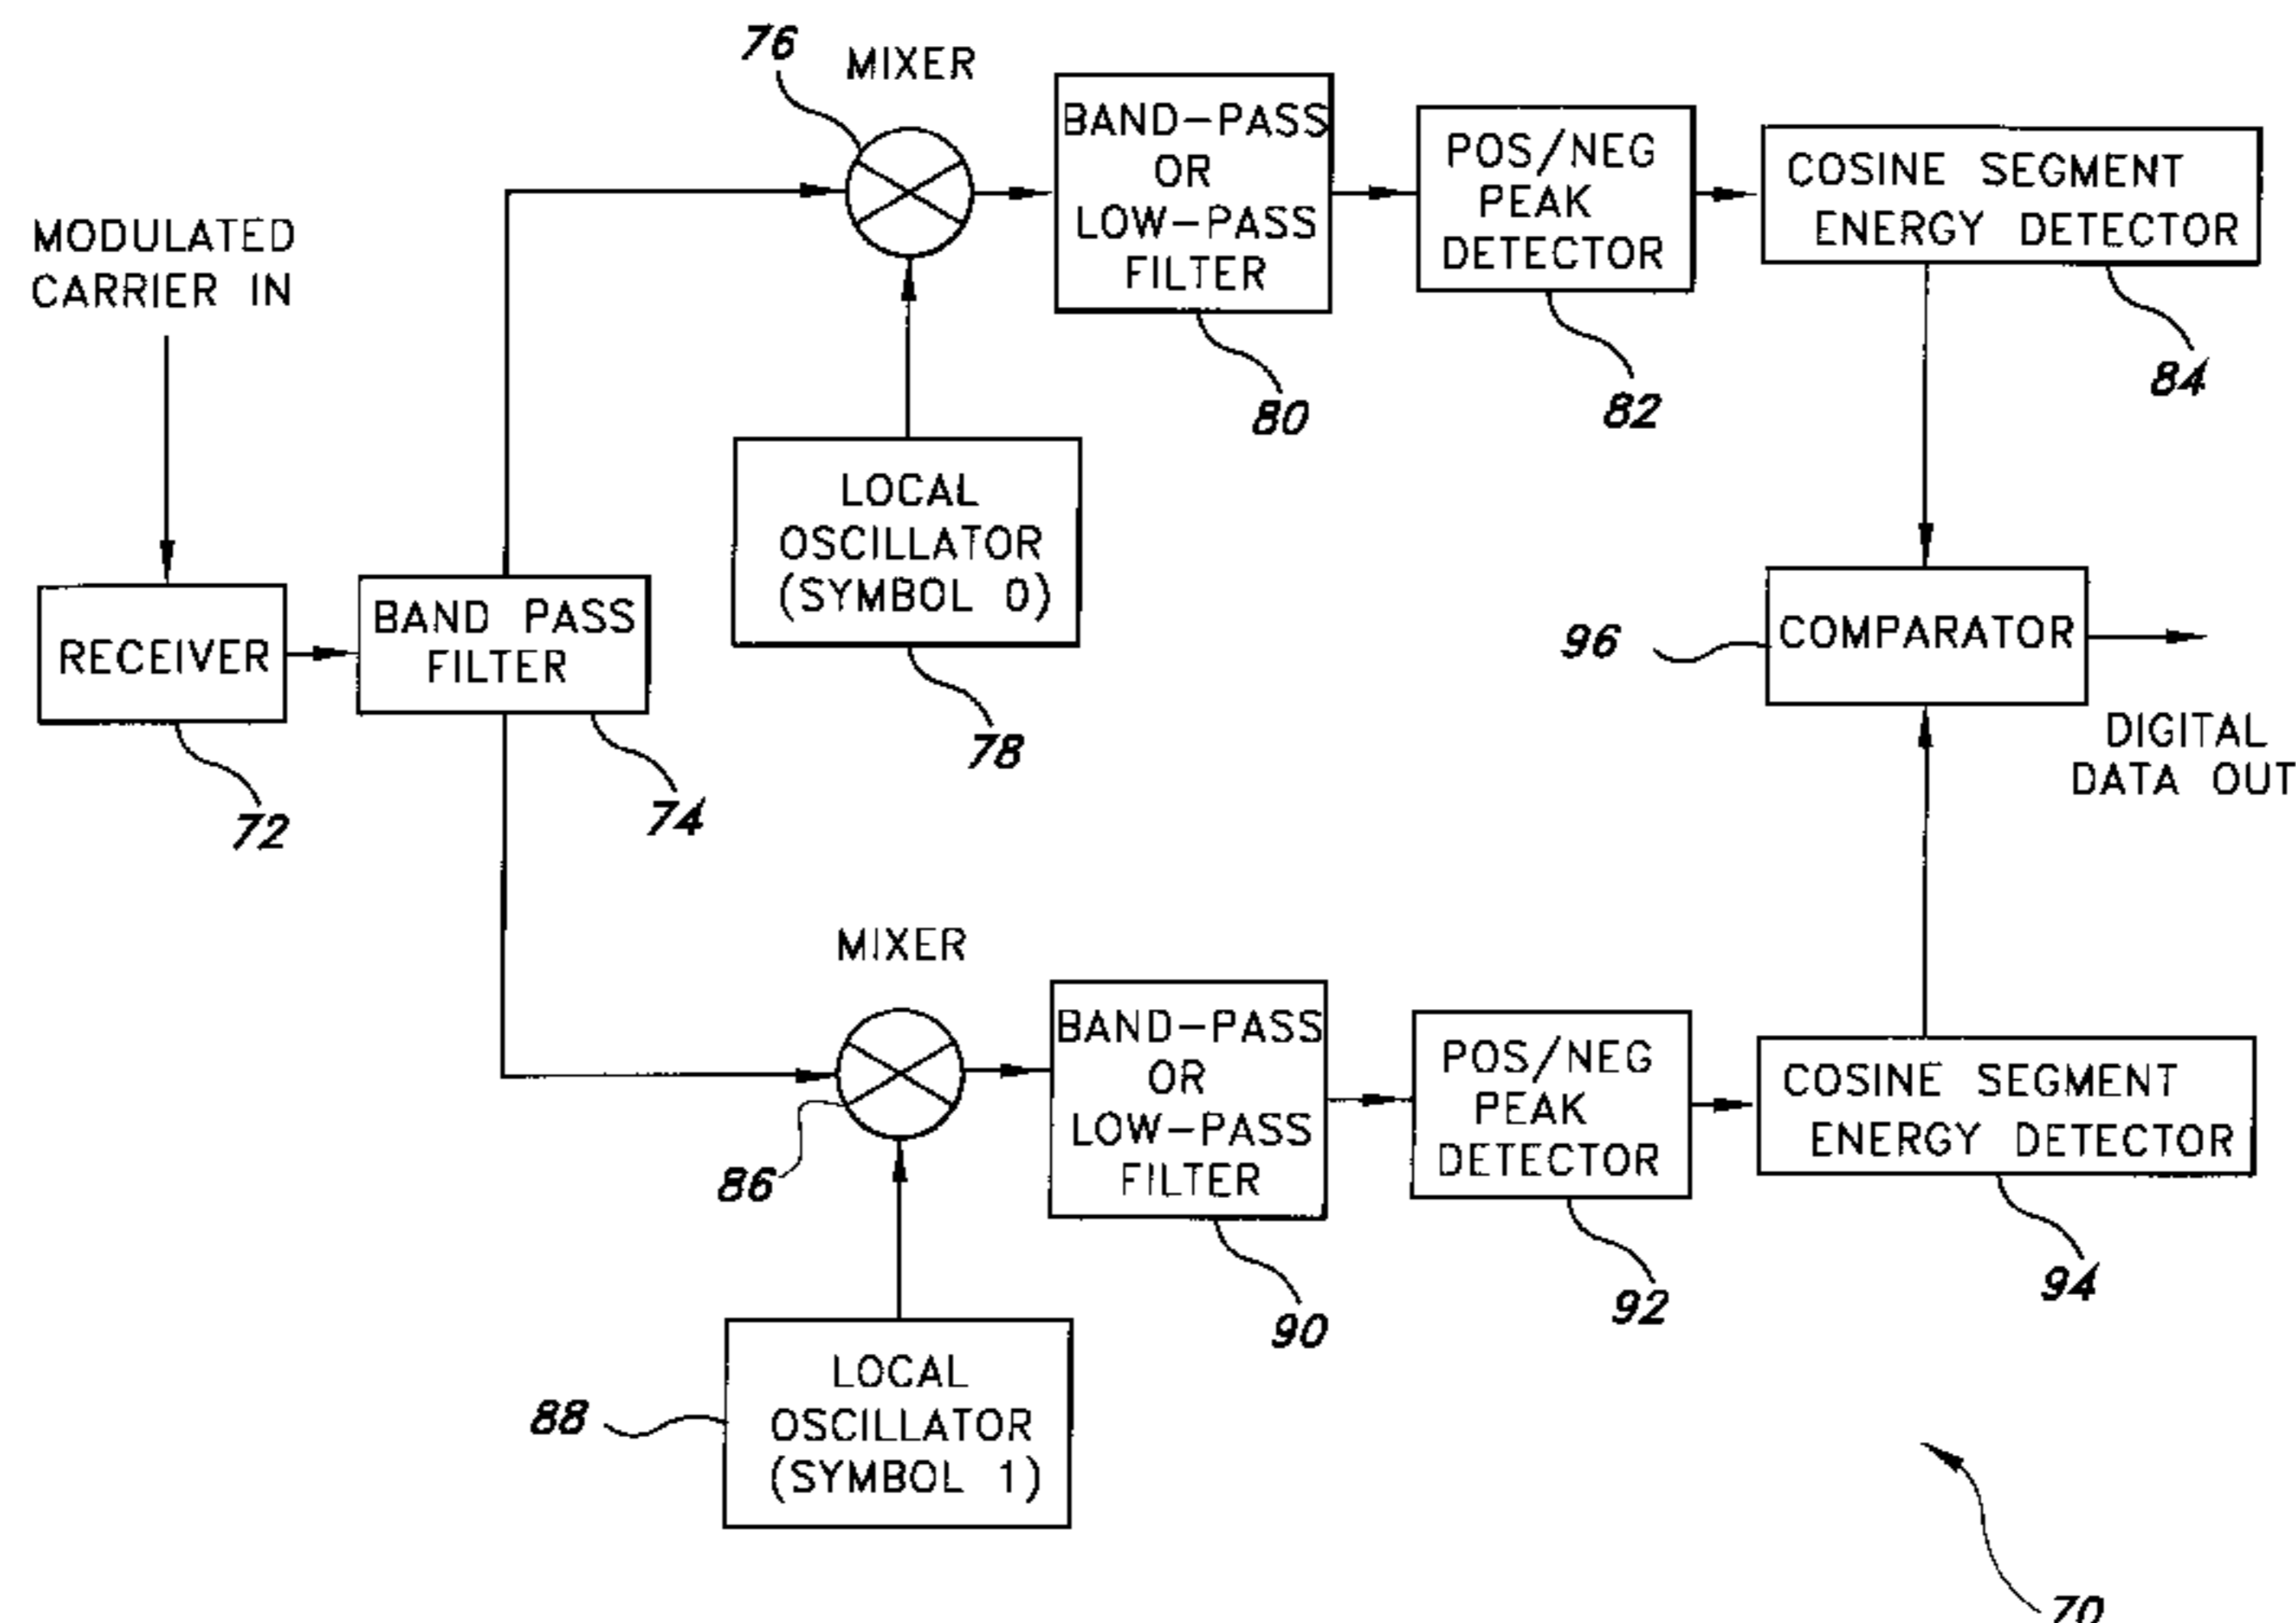 76
MIXER
BAND-PASS
OR
LOW-PASS
FILTER
80
POS/NEG
PEAK
DETECTOR
82
COSINE SEGMENT
ENERGY DETECTOR
84
MODULATED
CARRIER IN
RECEIVER
72
BAND PASS
FILTER
74
LOCAL
OSCILLATOR
(SYMBOL 0)
78
96
COMPARATOR
DIGITAL
DATA OUT
MIXER
86
BAND-PASS
OR
LOW-PASS
FILTER
90
POS/NEG
PEAK
DETECTOR
92
COSINE SEGMENT
ENERGY DETECTOR
94
88
LOCAL
OSCILLATOR
(SYMBOL 1)
70